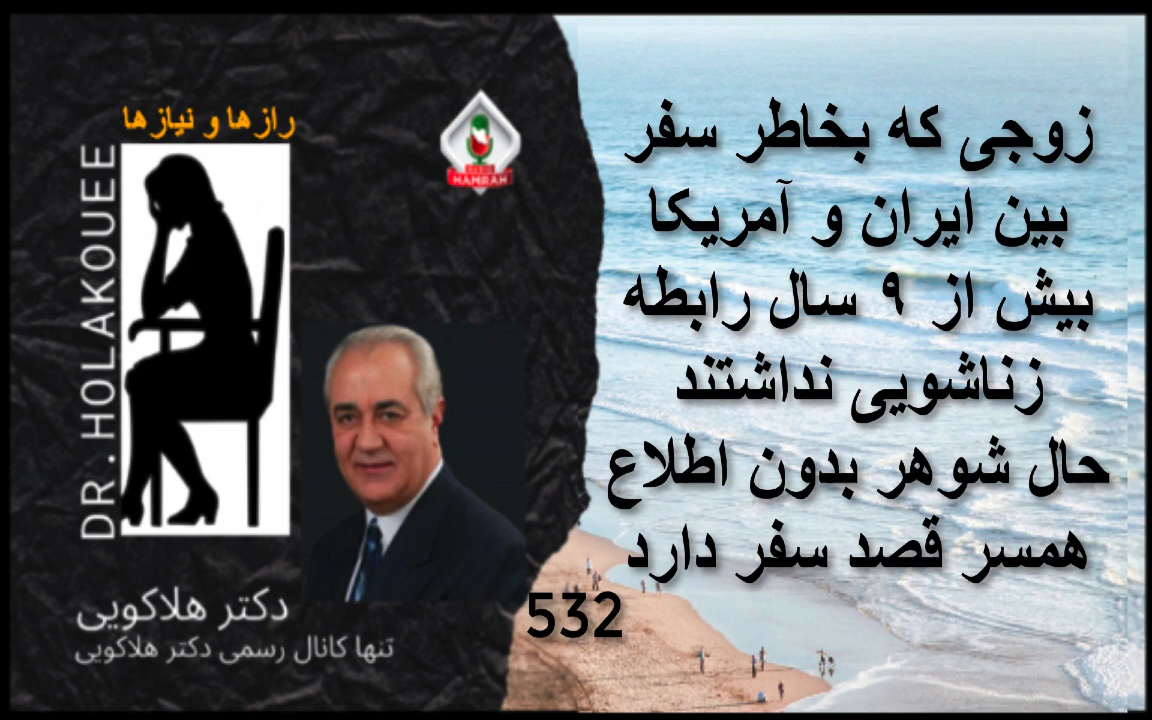 رازها و نیازها
DR.HOLAKOUEE
RADIO
HAMRAH
زوجی که بخاطر سفر
بین ایران و آمریکا
بیش از ۹ سال رابطه
زناشویی نداشتند
حال شوهر بدون اطلاع
همسر قصد سفر دارد
532
دکتر هلاکویی
تنها کانال رسمی دکتر هلاکویی